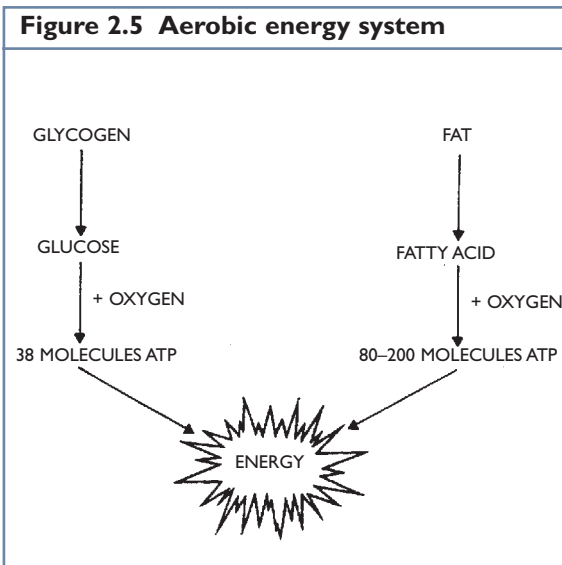 Figure 2.5 Aerobic energy system
GLYCOGEN
FAT
GLUCOSE
FATTY ACID
+ OXYGEN
+ OXYGEN
38 MOLECULES ATP
80–200 MOLECULES ATP
ENERGY